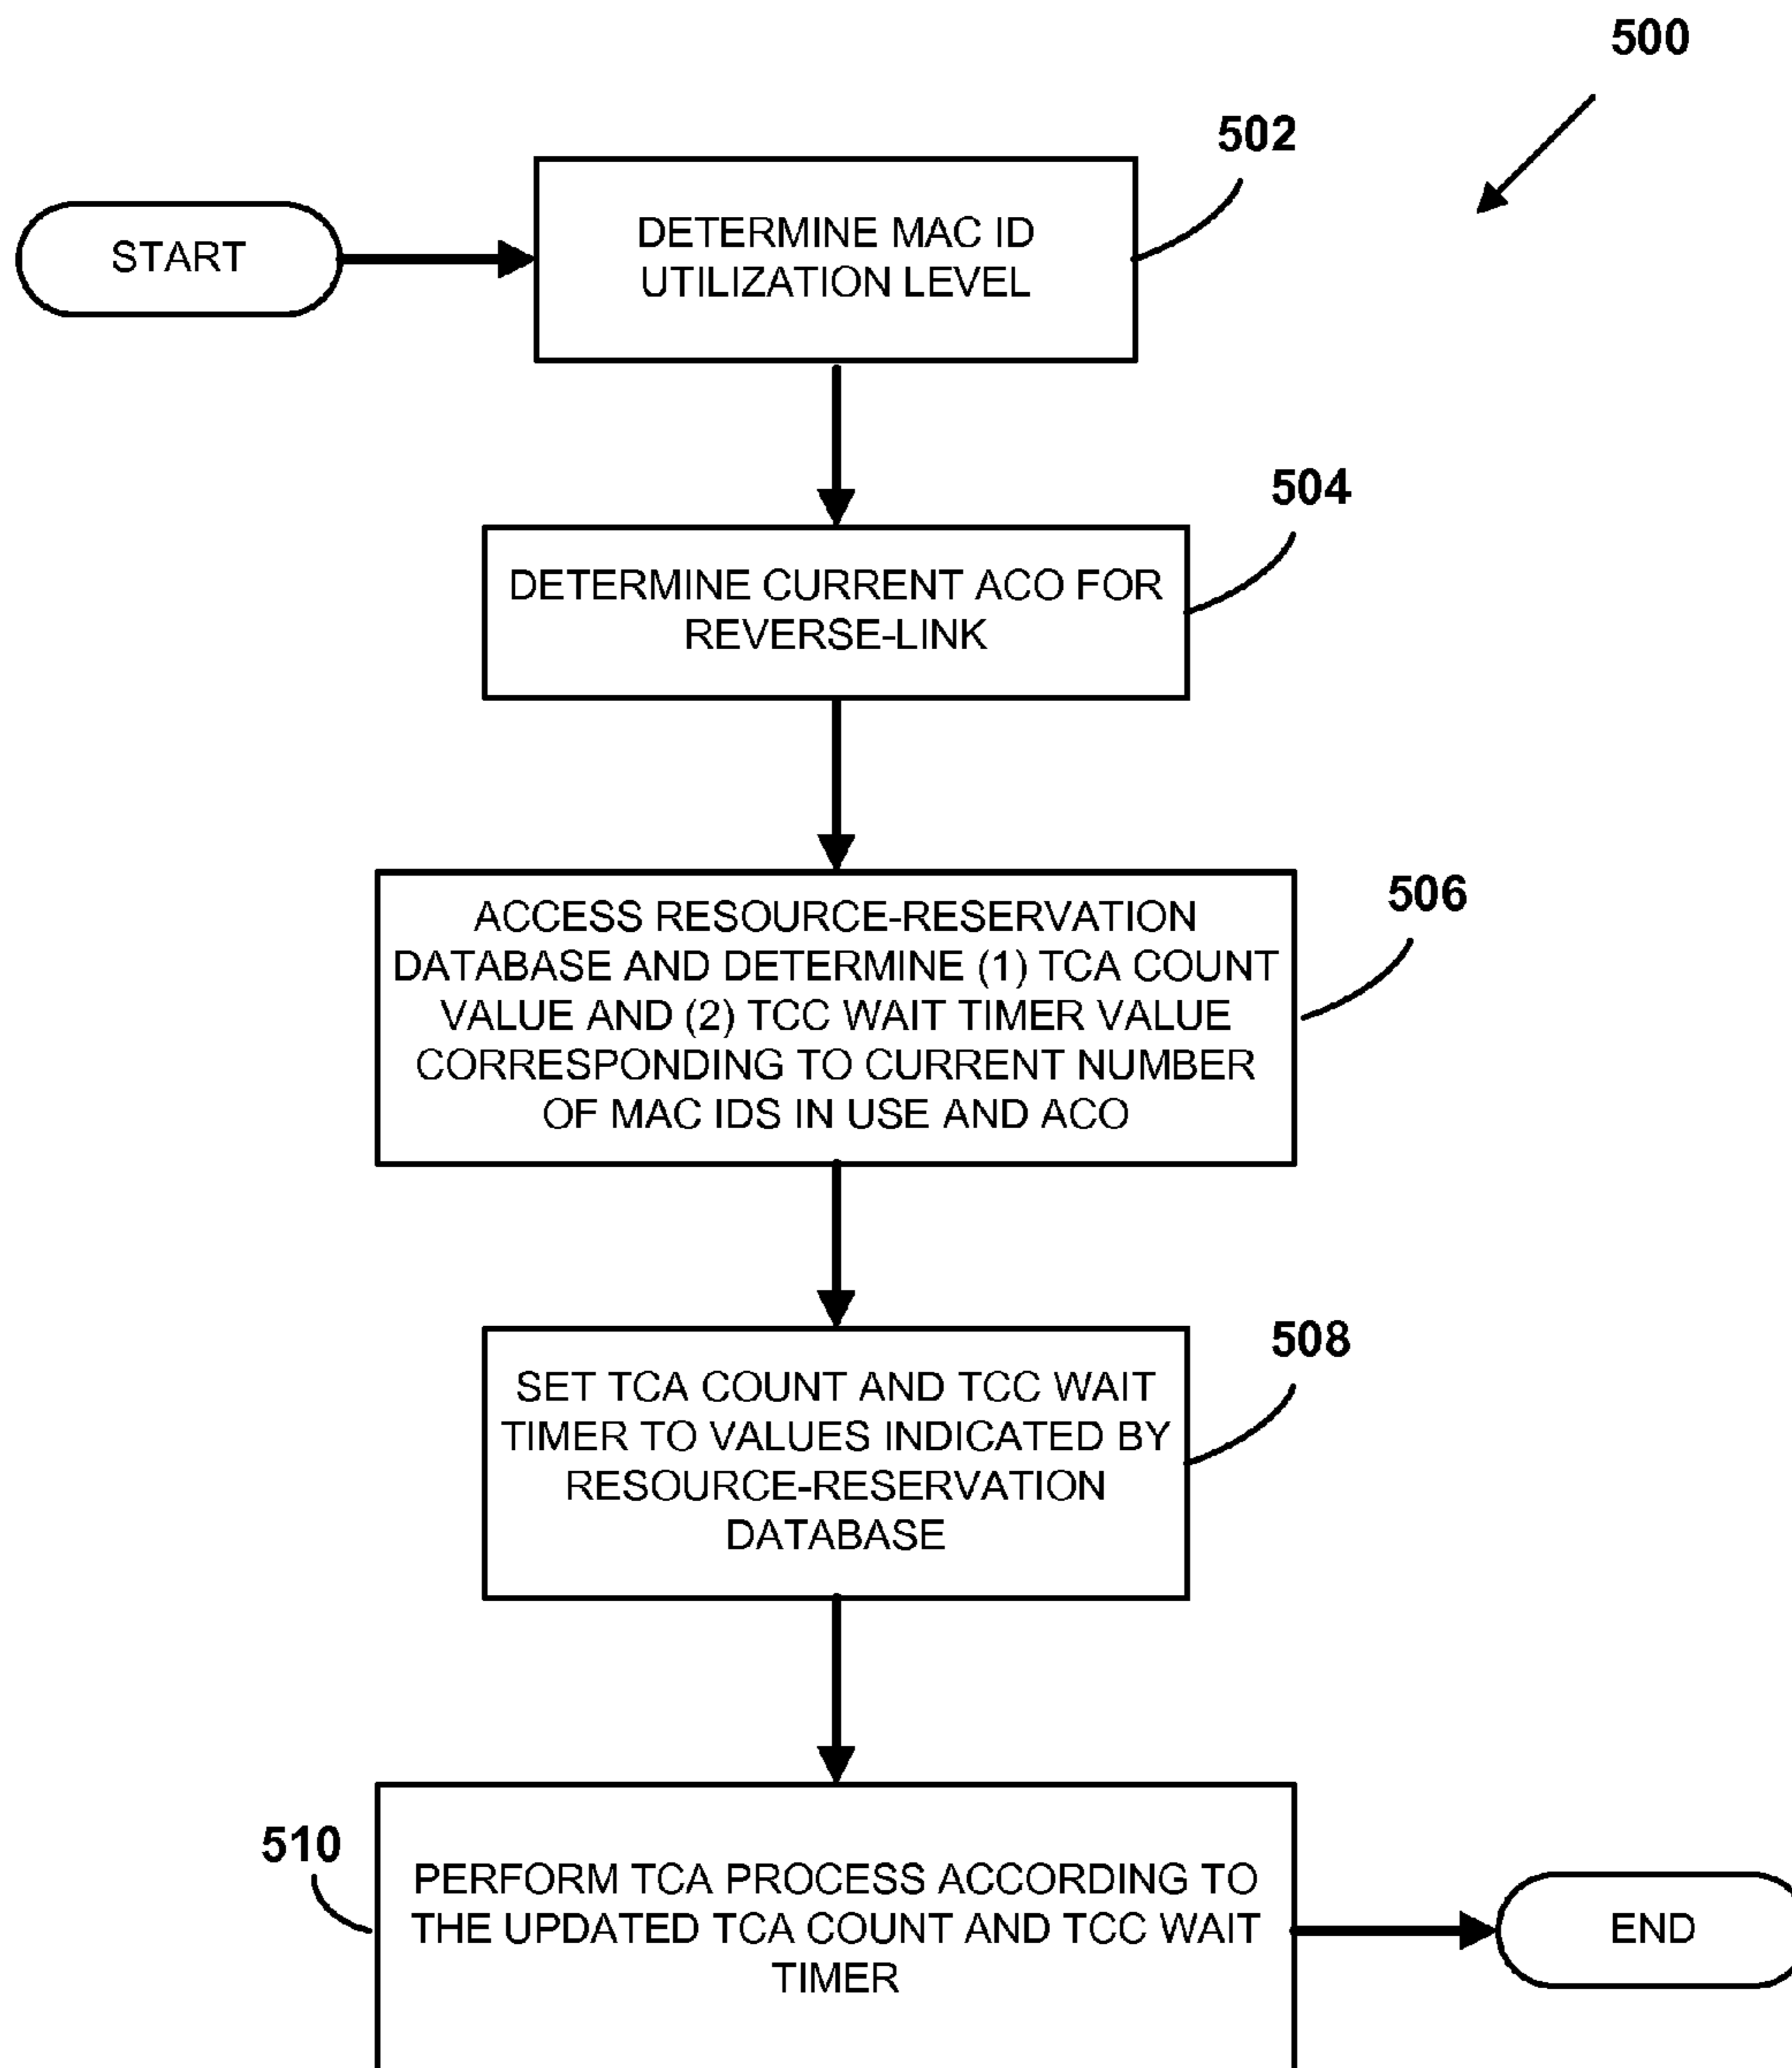 500
502
START
DETERMINE MAC ID
UTILIZATION LEVEL
504
DETERMINE CURRENT ACO FOR
REVERSE-LINK
506
ACCESS RESOURCE-RESERVATION
DATABASE AND DETERMINE (1) TCA COUNT
VALUE AND (2) TCC WAIT TIMER VALUE
CORRESPONDING TO CURRENT NUMBER
OF MAC IDS IN USE AND ACO
508
SET TCA COUNT AND TCC WAIT
TIMER TO VALUES INDICATED BY
RESOURCE-RESERVATION
DATABASE
510
PERFORM TCA PROCESS ACCORDING TO
THE UPDATED TCA COUNT AND TCC WAIT
TIMER
END